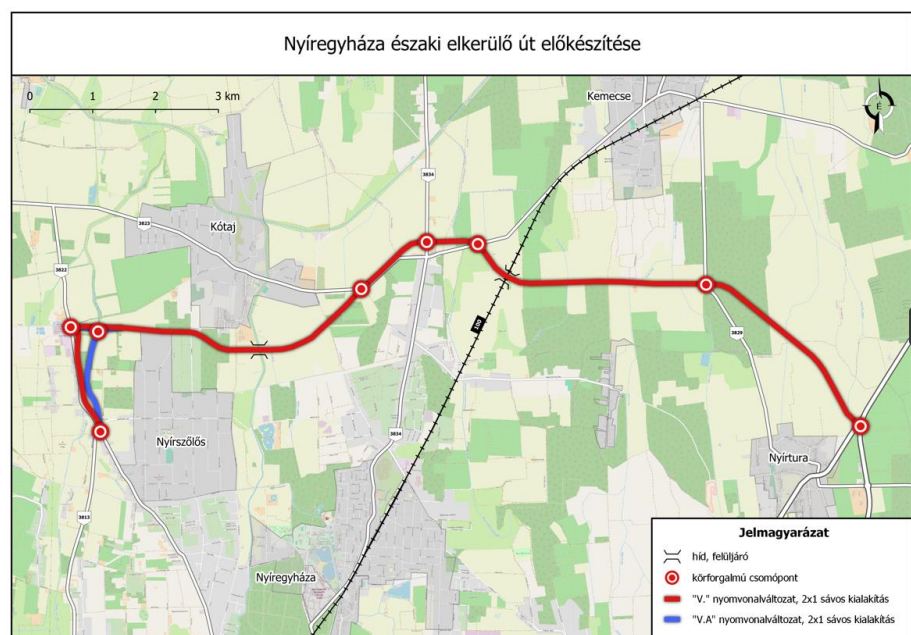 Nyíregyháza északi elkerülő út előkészítése
0 1 2 3 km
Kemecse
É
3834
Kótaj
3823
3822
100
3829
Nyírszőlős
3834
Nyírtura
3813
Nyíregyháza
Jelmagyarázat
híd, felüljáró
körforgalmú csomópont
"V." nyomvonalváltozat, 2x1 sávos kialakítás
"V.A" nyomvonalváltozat, 2x1 sávos kialakítás